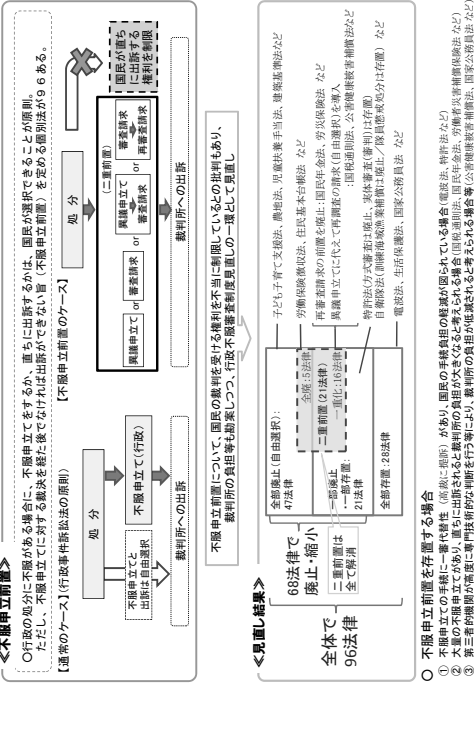 ≪不服申立前置≫
○行政の処分に不服がある場合に、不服申立てをするか、直ちに出訴するかは、国民が選択できることが原則。
ただし、不服申立てに対する裁決を経た後でなければ出訴ができない旨（不服申立前置）を定める個別法が９６ある。
【通常のケース】(行政事件訴訟法の原則)
処分
不服申立てと
出訴は自由選択
不服申立て(行政)
裁判所への出訴
【不服申立前置のケース】
処分
国民が直ち
に出訴する
権利を制限
(二重前置)
異議申立て or 審査請求 or 異議申立て
審査請求 or 審査請求
再審査請求
裁判所への出訴
不服申立前置について、国民の裁判を受ける権利を不当に制限しているとの批判もあり、
裁判所の負担等も勘案しつつ、行政不服審査制度見直しの一環として見直し
≪見直し結果≫
全体で
96法律
68法律で
廃止・縮小
二重前置は
全て解消
全部廃止(自由選択)：
47法律
一部廃止
・一部存置：
21法律
全部存置：28法律
全廃：5法律
二重前置(21法律)
一重化：16法律
子ども子育て支援法、農地法、児童扶養手当法、建築基準法など
労働保険徴収法、住民基本台帳法 など
再審査請求の前置を廃止：国民年金法、労災保険法 など
異議申立てに代えて再調査の請求(自由選択)を導入
：国税通則法、公害健康被害補償法など
特許法(方式審査は廃止、実体審査(審判)は存置)
自衛隊法(訓練海域漁業補償は廃止／隊員懲戒処分は存置) など
電波法、生活保護法、国家公務員法 など
○ 不服申立前置を存置する場合
① 不服申立ての手続に一審代替性（高裁に提訴）があり、国民の手続負担の軽減が図られている場合(電波法、特許法 など)
② 大量の不服申立てがあり、直ちに出訴されると裁判所の負担が大きくなると考えられる場合(国税通則法、国民年金法、労働者災害補償保険法 など)
③ 第三者的機関が高度に専門技術的な判断を行う等により、裁判所の負担が低減されると考えられる場合等(公害健康被害補償法、国家公務員法 など)